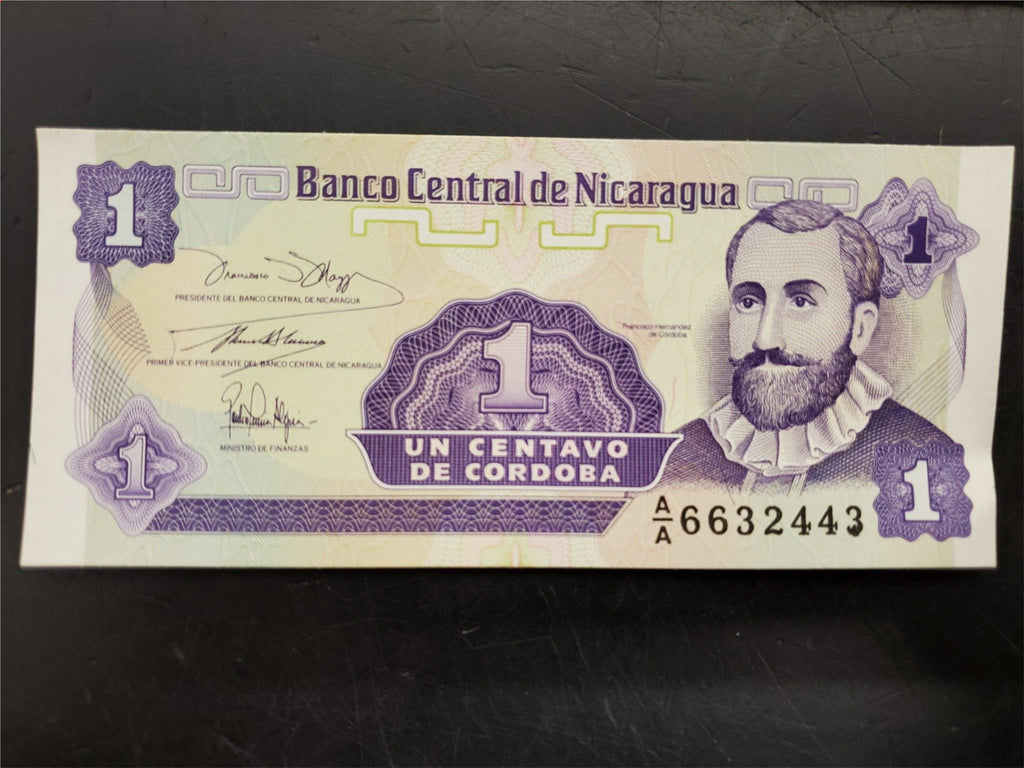 1
Banco Central de Nicaragua
1
PRESIDENTE DEL BANCO CENTRAL DE NICARAGUA
Francisco Hernández
de Córdoba
1
PRIMER VICE-PRESIDENTE DEL BANCO CENTRAL DE NICARAGUA
MINISTRO DE FINANZAS
UN CENTAVO
DE CORDOBA
1
1
A/A 6632443